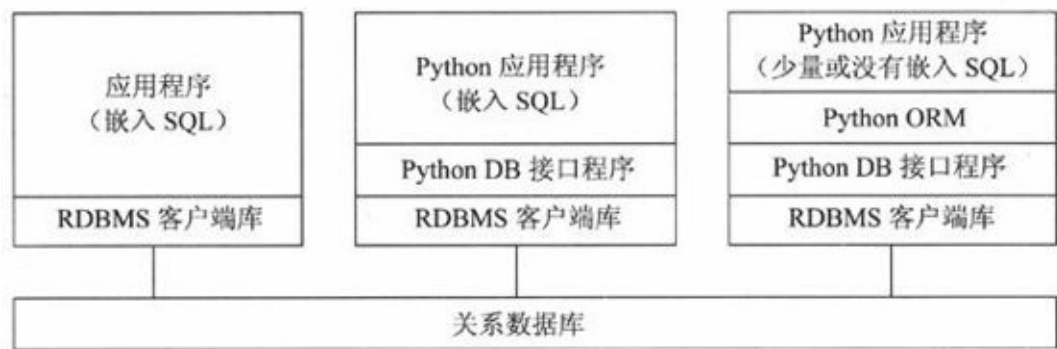 应用程序
（嵌入 SQL）
RDBMS 客户端库
Python 应用程序
（嵌入 SQL）
Python DB 接口程序
RDBMS 客户端库
Python 应用程序
（少量或没有嵌入 SQL）
Python ORM
Python DB 接口程序
RDBMS 客户端库
关系数据库